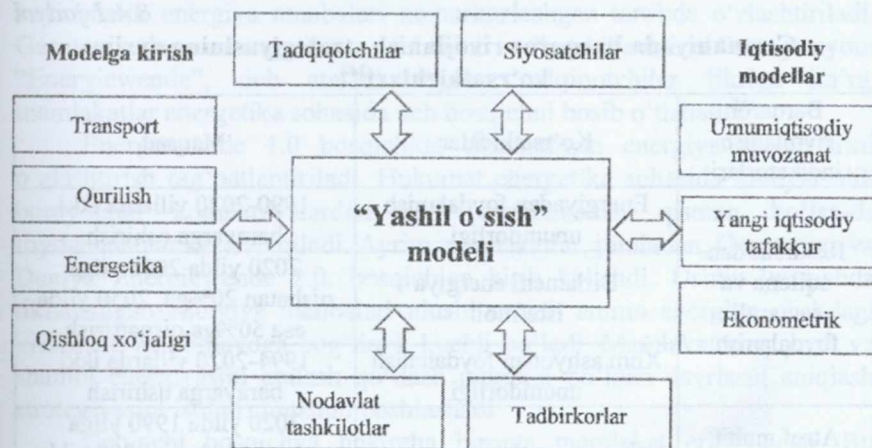 Modelga kirish
Tadqiqotchilar
Siyosatchilar
Iqtisodiy
modellar
Transport
Qurilish
Energetika
Qishloq xo‘jaligi
“Yashil o‘sish”
modeli
Umumiqtisodiy
muvozanat
Yangi iqtisodiy
tafakkur
Ekonometrik
Nodavlat
tashkilotlar
Tadbirkorlar